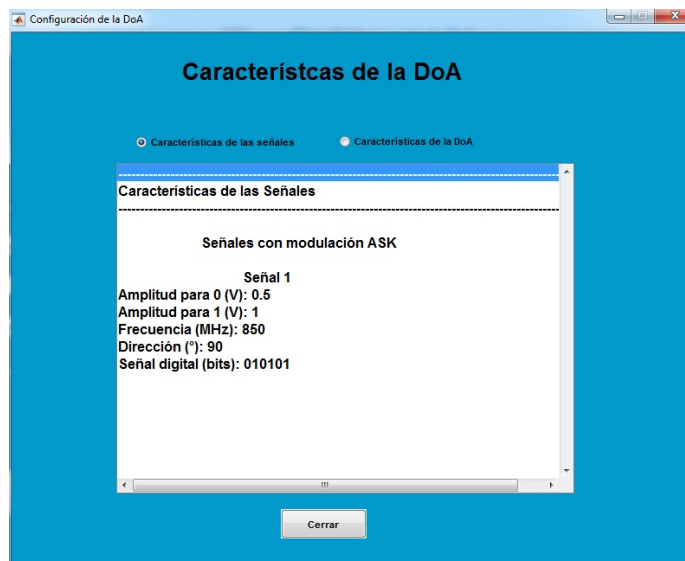 Configuración de la DoA
Característcas de la DoA
Características de las señales
Características de la DoA
--------------------------------------------------------------------------------------------
Características de las Señales
--------------------------------------------------------------------------------------------
Señales con modulación ASK
Señal 1
Amplitud para 0 (V): 0.5
Amplitud para 1 (V): 1
Frecuencia (MHz): 850
Dirección (°): 90
Señal digital (bits): 010101
Cerrar